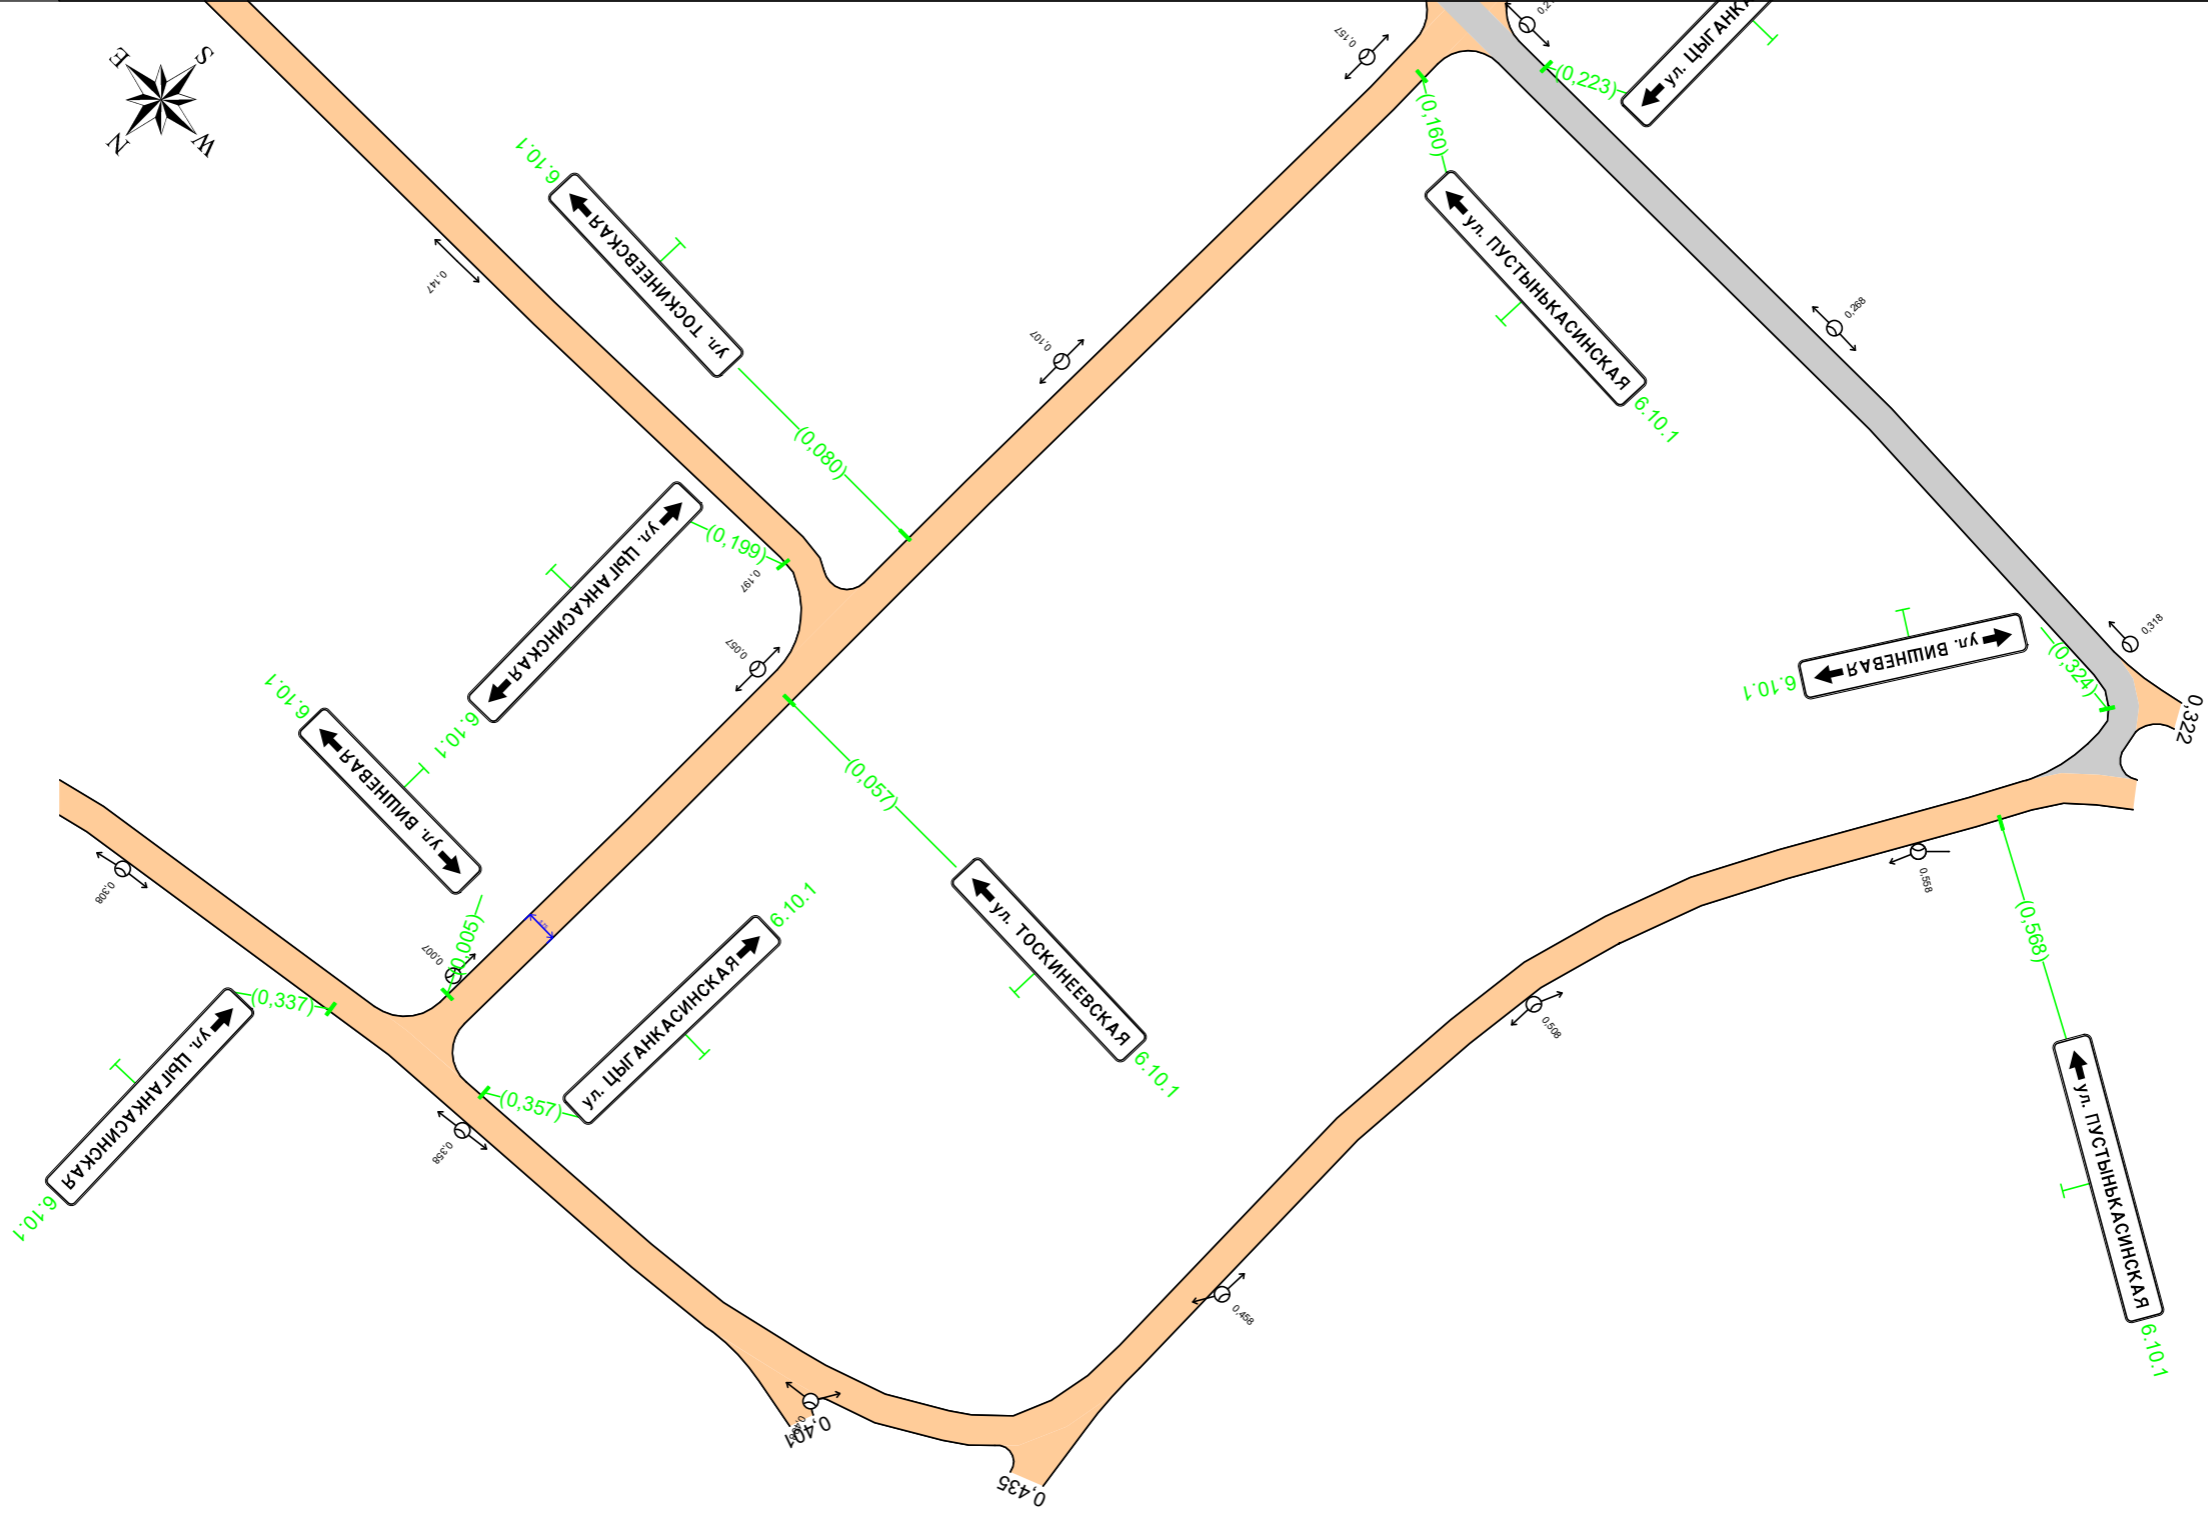 0,2
0,157
ул. ЦЫГАНКА
(0,223)
S
E
N
W
6.10.1
ул. ТОСКИНЕЕВСКАЯ
(0,160)
ул. ПУСТЫНЬКАСИНСКАЯ
6.10.1
0,147
0,268
0,107
(0,080)
ул. ЦЫГАНКАСИНСКАЯ
6.10.1
(0,199)
0,197
0,057
ул. ВИШНЕВАЯ
6.10.1
(0,324)
0,318
0,322
6.10.1
ул. ВИШНЕВАЯ
(0,057)
ул. ТОСКИНЕЕВСКАЯ
6.10.1
0,308
0,007
(0,005)
6.10.1
ул. ЦЫГАНКАСИНСКАЯ
(0,357)
(0,337)
ул. ЦЫГАНКАСИНСКАЯ
6.10.1
0,358
0,558
(0,568)
0,508
ул. ПУСТЫНЬКАСИНСКАЯ
6.10.1
0,458
0,401
0,435